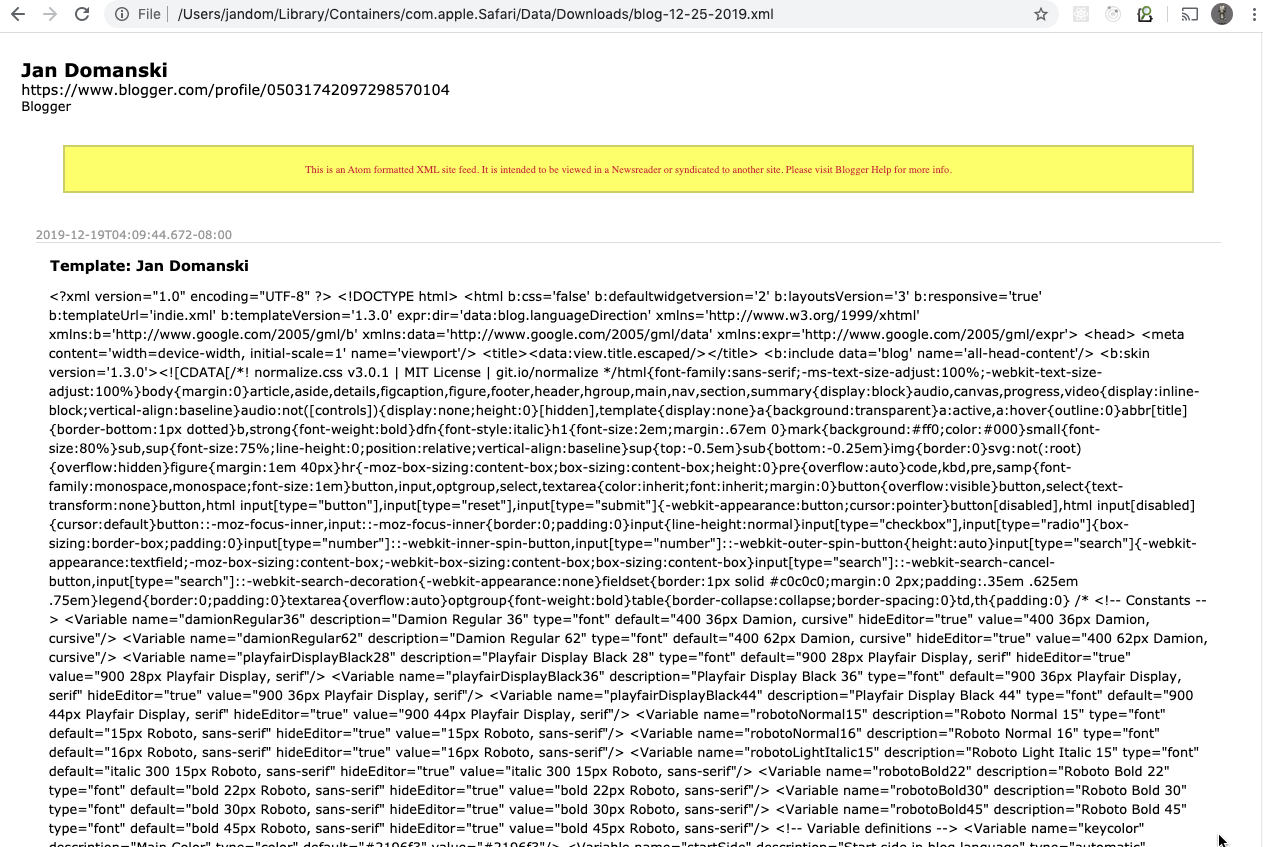 File | /Users/jandom/Library/Containers/com.apple.Safari/Data/Downloads/blog-12-25-2019.xml
Jan Domanski
https://www.blogger.com/profile/05031742097298570104
Blogger
This is an Atom formatted XML site feed. It is intended to be viewed in a Newsreader or syndicated to another site. Please visit Blogger Help for more info.
2019-12-19T04:09:44.672-08:00
Template: Jan Domanski
<?xml version="1.0" encoding="UTF-8" ?> <!DOCTYPE html> <html b:css='false' b:defaultwidgetversion='2' b:layoutsVersion='3' b:responsive='true'
b:templateUrl='indie.xml' b:templateVersion='1.3.0' expr:dir='data:blog.languageDirection' xmlns='http://www.w3.org/1999/xhtml'
xmlns:b='http://www.google.com/2005/gml/b' xmlns:data='http://www.google.com/2005/gml/data' xmlns:expr='http://www.google.com/2005/gml/expr'> <head> <meta
content='width=device-width, initial-scale=1' name='viewport'/> <title><data:view.title.escaped/></title> <b:include data='blog' name='all-head-content'/> <b:skin
version='1.3.0'><![CDATA[/*! normalize.css v3.0.1 | MIT License | git.io/normalize */html{font-family:sans-serif;-ms-text-size-adjust:100%;-webkit-text-size-
adjust:100%}body{margin:0}article,aside,details,figcaption,figure,footer,header,hgroup,main,nav,section,summary{display:block}audio,canvas,progress,video{display:inline-
block;vertical-align:baseline}audio:not([controls]){display:none;height:0}[hidden],template{display:none}a{background:transparent}a:active,a:hover{outline:0}abbr[title]
{border-bottom:1px dotted}b,strong{font-weight:bold}dfn{font-style:italic}h1{font-size:2em;margin:.67em 0}mark{background:#ff0;color:#000}small{font-
size:80%}sub,sup{font-size:75%;line-height:0;position:relative;vertical-align:baseline}sup{top:-0.5em}sub{bottom:-0.25em}img{border:0}svg:not(:root)
{overflow:hidden}figure{margin:1em 40px}hr{-moz-box-sizing:content-box;box-sizing:content-box;height:0}pre{overflow:auto}code,kbd,pre,samp{font-
family:monospace,monospace;font-size:1em}button,input,optgroup,select,textarea{color:inherit;font:inherit;margin:0}button{overflow:visible}button,select{text-
transform:none}button,html input[type="button"],input[type="reset"],input[type="submit"]{-webkit-appearance:button;cursor:pointer}button[disabled],html input[disabled]
{cursor:default}button::-moz-focus-inner,input::-moz-focus-inner{border:0;padding:0}input{line-height:normal}input[type="checkbox"],input[type="radio"]{box-
sizing:border-box;padding:0}input[type="number"]::-webkit-inner-spin-button,input[type="number"]::-webkit-outer-spin-button{height:auto}input[type="search"]{-webkit-
appearance:textfield;-moz-box-sizing:content-box;-webkit-box-sizing:content-box;box-sizing:content-box}input[type="search"]::-webkit-search-cancel-
button,input[type="search"]::-webkit-search-decoration{-webkit-appearance:none}fieldset{border:1px solid #c0c0c0;margin:0 2px;padding:.35em .625em
.75em}legend{border:0;padding:0}textarea{overflow:auto}optgroup{font-weight:bold}table{border-collapse:collapse;border-spacing:0}td,th{padding:0} /* <!-- Constants --
> <Variable name="damionRegular36" description="Damion Regular 36" type="font" default="400 36px Damion, cursive" hideEditor="true" value="400 36px Damion,
cursive"/> <Variable name="damionRegular62" description="Damion Regular 62" type="font" default="400 62px Damion, cursive" hideEditor="true" value="400 62px Damion,
cursive"/> <Variable name="playfairDisplayBlack28" description="Playfair Display Black 28" type="font" default="900 28px Playfair Display, serif" hideEditor="true"
value="900 28px Playfair Display, serif"/> <Variable name="playfairDisplayBlack36" description="Playfair Display Black 36" type="font" default="900 36px Playfair Display,
serif" hideEditor="true" value="900 36px Playfair Display, serif"/> <Variable name="playfairDisplayBlack44" description="Playfair Display Black 44" type="font" default="900
44px Playfair Display, serif" hideEditor="true" value="900 44px Playfair Display, serif"/> <Variable name="robotoNormal15" description="Roboto Normal 15" type="font"
default="15px Roboto, sans-serif" hideEditor="true" value="15px Roboto, sans-serif"/> <Variable name="robotoNormal16" description="Roboto Normal 16" type="font"
default="16px Roboto, sans-serif" hideEditor="true" value="16px Roboto, sans-serif"/> <Variable name="robotoLightItalic15" description="Roboto Light Italic 15" type="font"
default="italic 300 15px Roboto, sans-serif" hideEditor="true" value="italic 300 15px Roboto, sans-serif"/> <Variable name="robotoBold22" description="Roboto Bold 22"
type="font" default="bold 22px Roboto, sans-serif" hideEditor="true" value="bold 22px Roboto, sans-serif"/> <Variable name="robotoBold30" description="Roboto Bold 30"
type="font" default="bold 30px Roboto, sans-serif" hideEditor="true" value="bold 30px Roboto, sans-serif"/> <Variable name="robotoBold45" description="Roboto Bold 45"
type="font" default="bold 45px Roboto, sans-serif" hideEditor="true" value="bold 45px Roboto, sans-serif"/> <!-- Variable definitions --> <Variable name="keycolor"
description="Main Color" type="color" default="#2196f3" value="#2196f3"/> <Variable name="startSide" description="Start side in blog language" type="automatic"